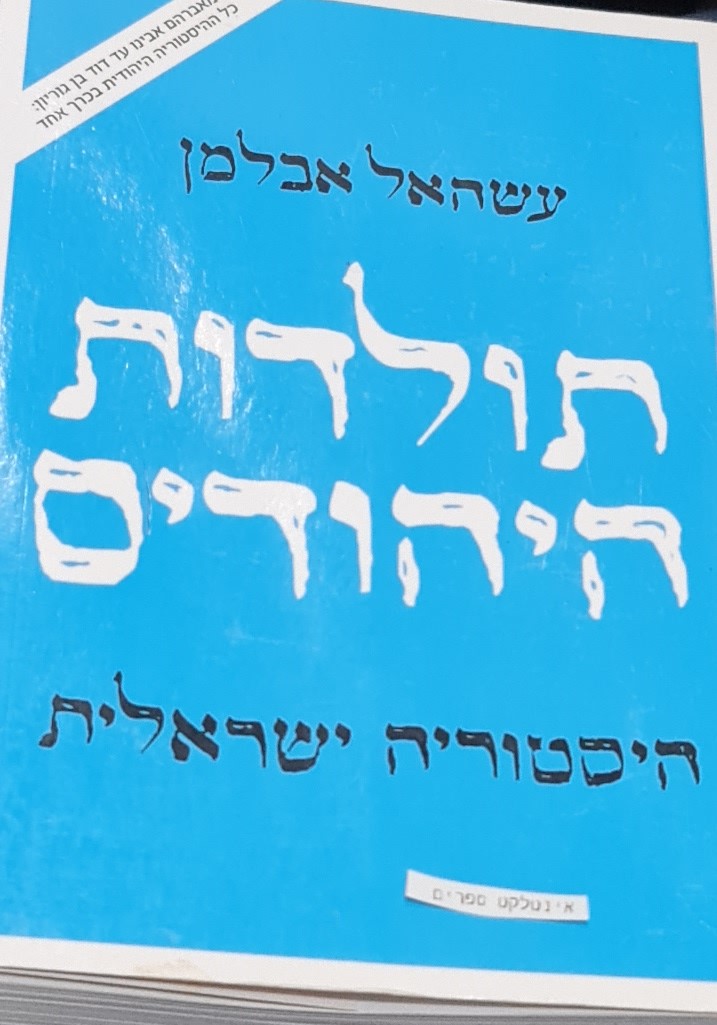 מאברהם אבינו עד דוד בן גוריון:
כל ההיסטוריה היהודית בכרך אחד
עשהאל אבלמן
תולדות
היהודים
היסטוריה ישראלית
אינטלקט ספרים